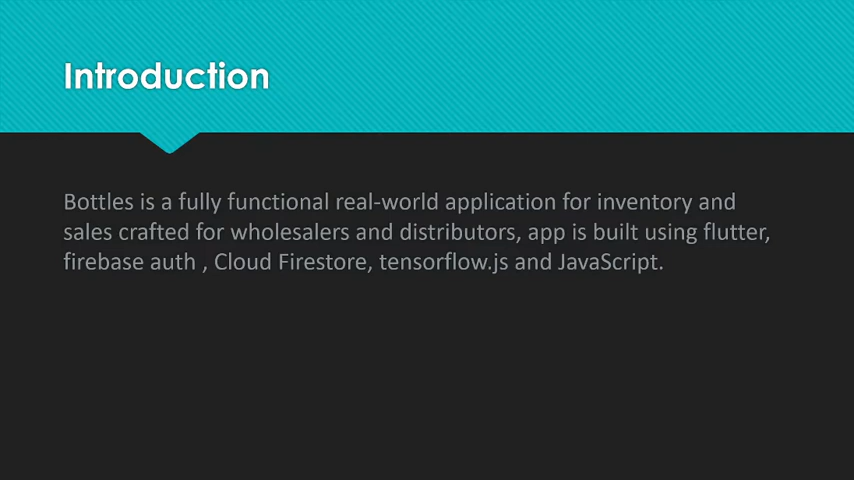 Introduction
Bottles is a fully functional real-world application for inventory and
sales crafted for wholesalers and distributors, app is built using flutter,
firebase auth , Cloud Firestore, tensorflow.js and JavaScript.